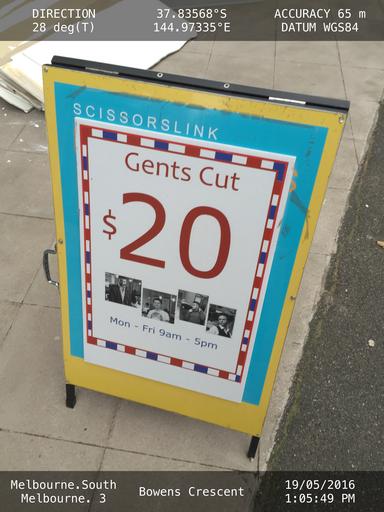 DIRECTION 37.83568°S ACCURACY 65 m
28 deg(T) 144.97335°E DATUM WGS84
SCISSORSLINK
Gents Cut
$20
Mon - Fri 9am - 5pm
Melbourne.South Bowens Crescent 19/05/2016
Melbourne. 3 1:05:49 PM